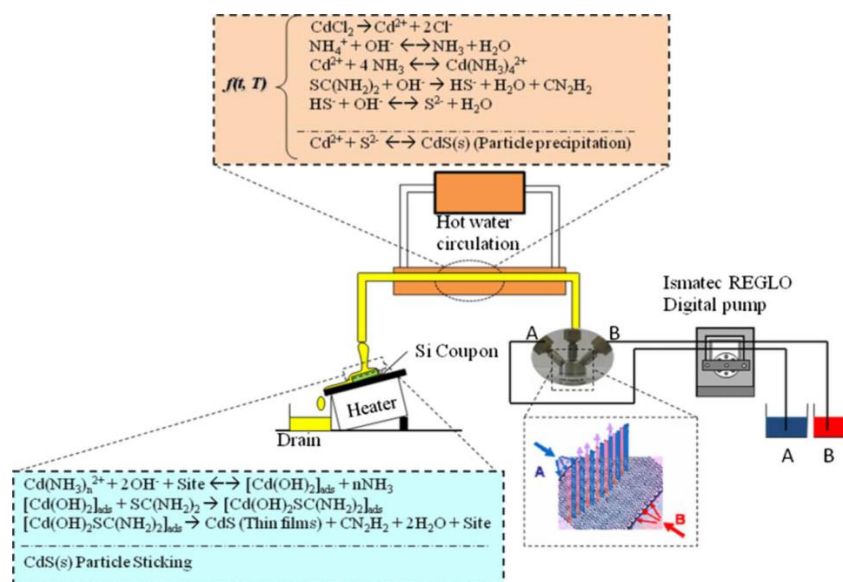 f(t, T)
CdCl₂ → Cd²⁺ + 2Cl⁻
NH₄⁺ + OH⁻ ⟷ NH₃ + H₂O
Cd²⁺ + 4 NH₃ ⟷ Cd(NH₃)₄²⁺
SC(NH₂)₂ + OH⁻ → HS⁻ + H₂O + CN₂H₂
HS⁻ + OH⁻ ⟷ S²⁻ + H₂O
Cd²⁺ + S²⁻ ⟷ CdS(s) (Particle precipitation)
Hot water
circulation
Ismatec REGLO
Digital pump
A
B
Si Coupon
Heater
Drain
A
B
A
B
Cd(NH₃)ₙ²⁺ + 2OH⁻ + Site ⟷ [Cd(OH)₂]ads + nNH₃
[Cd(OH)₂]ads + SC(NH₂)₂ → [Cd(OH)₂SC(NH₂)₂]ads
[Cd(OH)₂SC(NH₂)₂]ads → CdS (Thin films) + CN₂H₂ + 2H₂O + Site
CdS(s) Particle Sticking